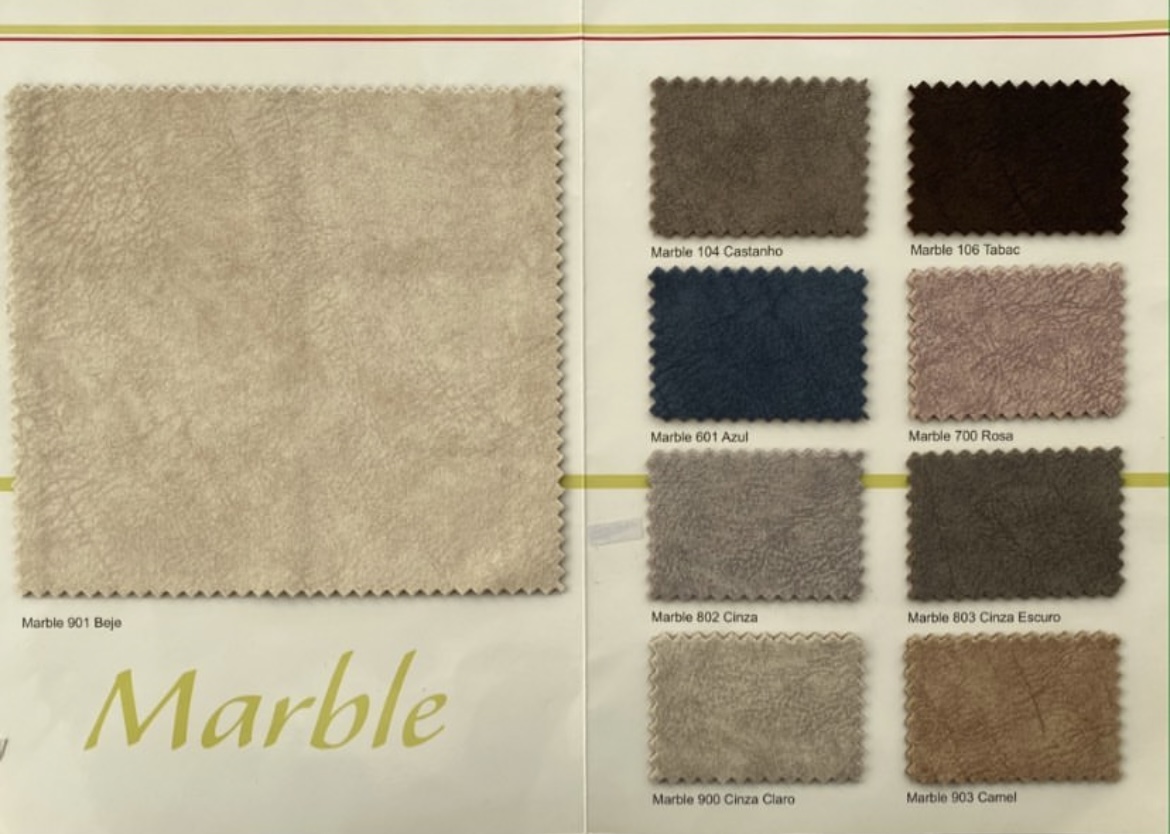 Marble 901 Beje
Marble
Marble 104 Castanho
Marble 106 Tabac
Marble 601 Azul
Marble 700 Rosa
Marble 802 Cinza
Marble 803 Cinza Escuro
Marble 900 Cinza Claro
Marble 903 Camel